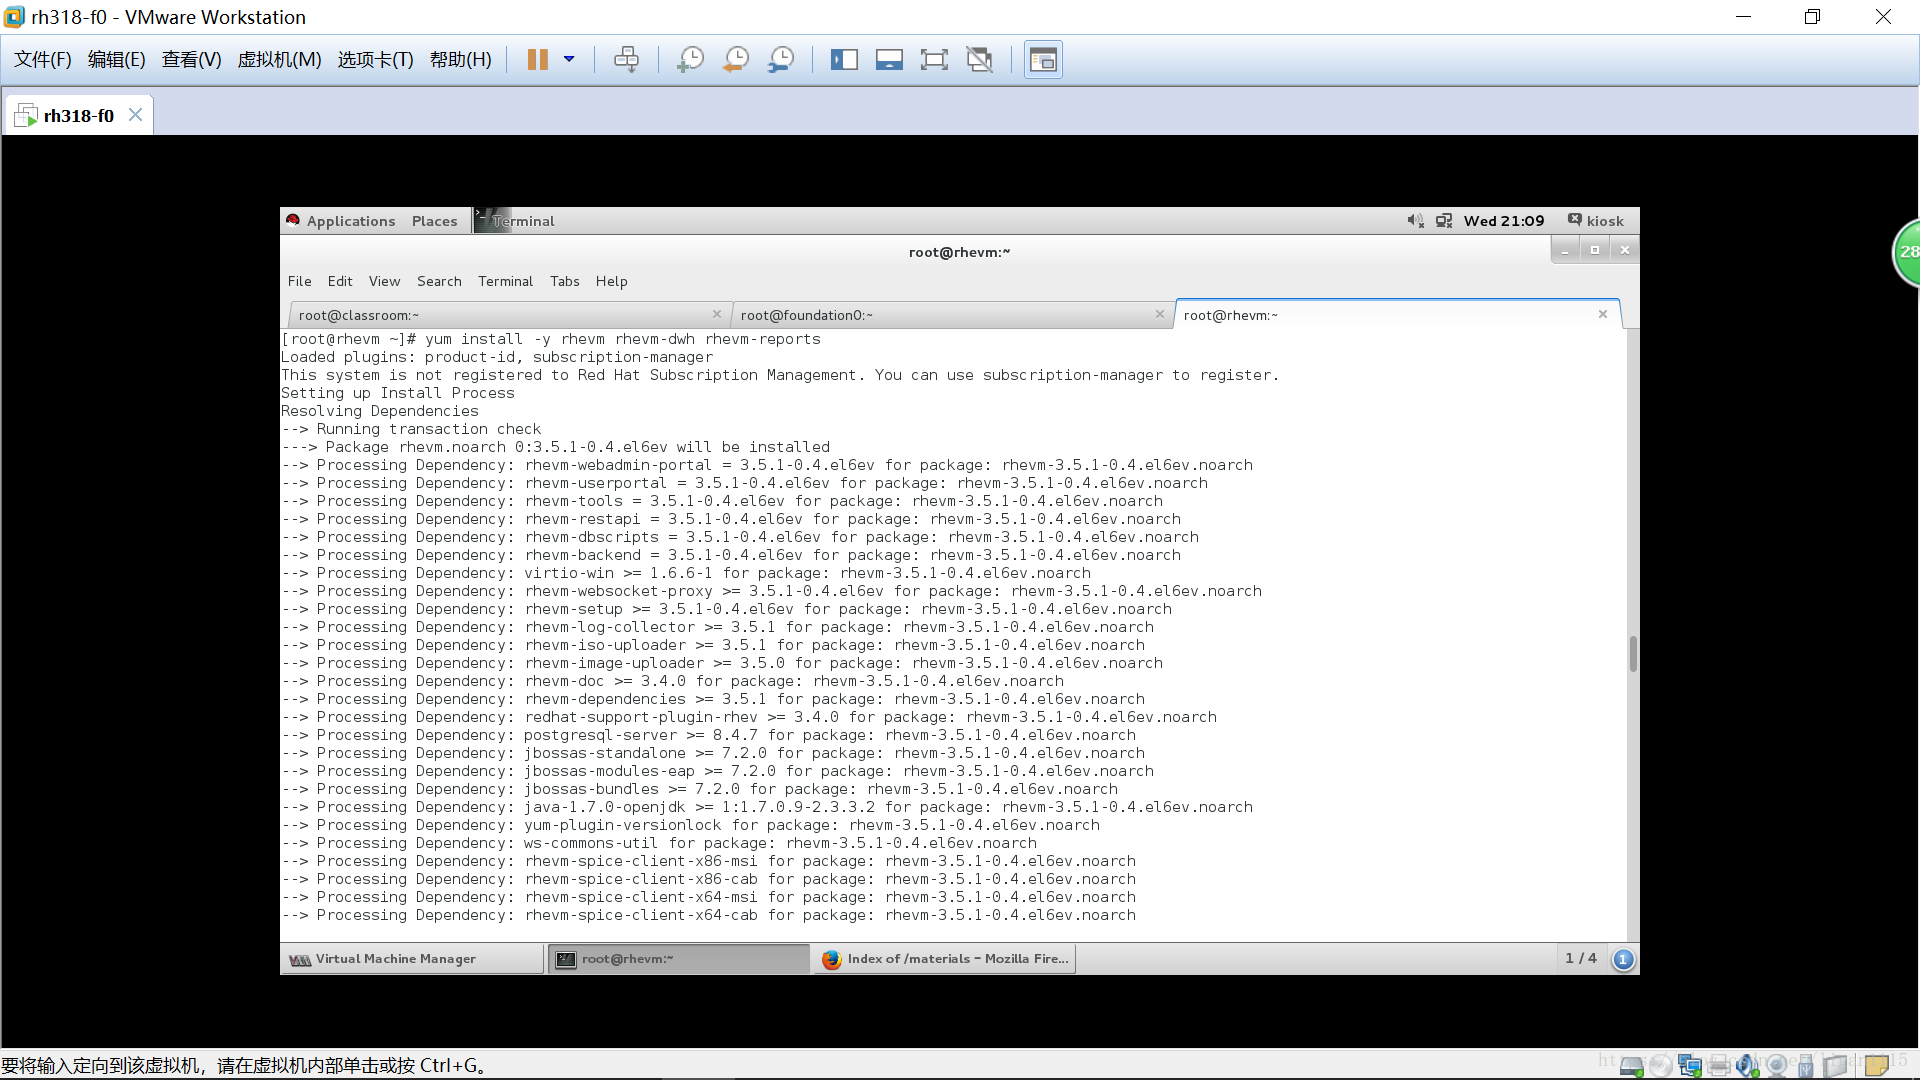 rh318-f0 - VMware Workstation
文件(F) 编辑(E) 查看(V) 虚拟机(M) 选项卡(T) 帮助(H)
rh318-f0
Applications Places Terminal Wed 21:09 kiosk
root@rhevm:~
28
File Edit View Search Terminal Tabs Help
root@classroom:~ root@foundation0:~ root@rhevm:~
[root@rhevm ~]# yum install -y rhevm rhevm-dwh rhevm-reports
Loaded plugins: product-id, subscription-manager
This system is not registered to Red Hat Subscription Management. You can use subscription-manager to register.
Setting up Install Process
Resolving Dependencies
--> Running transaction check
---> Package rhevm.noarch 0:3.5.1-0.4.el6ev will be installed
--> Processing Dependency: rhevm-webadmin-portal = 3.5.1-0.4.el6ev for package: rhevm-3.5.1-0.4.el6ev.noarch
--> Processing Dependency: rhevm-userportal = 3.5.1-0.4.el6ev for package: rhevm-3.5.1-0.4.el6ev.noarch
--> Processing Dependency: rhevm-tools = 3.5.1-0.4.el6ev for package: rhevm-3.5.1-0.4.el6ev.noarch
--> Processing Dependency: rhevm-restapi = 3.5.1-0.4.el6ev for package: rhevm-3.5.1-0.4.el6ev.noarch
--> Processing Dependency: rhevm-dbscripts = 3.5.1-0.4.el6ev for package: rhevm-3.5.1-0.4.el6ev.noarch
--> Processing Dependency: rhevm-backend = 3.5.1-0.4.el6ev for package: rhevm-3.5.1-0.4.el6ev.noarch
--> Processing Dependency: virtio-win >= 1.6.6-1 for package: rhevm-3.5.1-0.4.el6ev.noarch
--> Processing Dependency: rhevm-websocket-proxy >= 3.5.1-0.4.el6ev for package: rhevm-3.5.1-0.4.el6ev.noarch
--> Processing Dependency: rhevm-setup >= 3.5.1-0.4.el6ev for package: rhevm-3.5.1-0.4.el6ev.noarch
--> Processing Dependency: rhevm-log-collector >= 3.5.1 for package: rhevm-3.5.1-0.4.el6ev.noarch
--> Processing Dependency: rhevm-iso-uploader >= 3.5.1 for package: rhevm-3.5.1-0.4.el6ev.noarch
--> Processing Dependency: rhevm-image-uploader >= 3.5.0 for package: rhevm-3.5.1-0.4.el6ev.noarch
--> Processing Dependency: rhevm-doc >= 3.4.0 for package: rhevm-3.5.1-0.4.el6ev.noarch
--> Processing Dependency: rhevm-dependencies >= 3.5.1 for package: rhevm-3.5.1-0.4.el6ev.noarch
--> Processing Dependency: redhat-support-plugin-rhev >= 3.4.0 for package: rhevm-3.5.1-0.4.el6ev.noarch
--> Processing Dependency: postgresql-server >= 8.4.7 for package: rhevm-3.5.1-0.4.el6ev.noarch
--> Processing Dependency: jbossas-standalone >= 7.2.0 for package: rhevm-3.5.1-0.4.el6ev.noarch
--> Processing Dependency: jbossas-modules-eap >= 7.2.0 for package: rhevm-3.5.1-0.4.el6ev.noarch
--> Processing Dependency: jbossas-bundles >= 7.2.0 for package: rhevm-3.5.1-0.4.el6ev.noarch
--> Processing Dependency: java-1.7.0-openjdk >= 1:1.7.0.9-2.3.3.2 for package: rhevm-3.5.1-0.4.el6ev.noarch
--> Processing Dependency: yum-plugin-versionlock for package: rhevm-3.5.1-0.4.el6ev.noarch
--> Processing Dependency: ws-commons-util for package: rhevm-3.5.1-0.4.el6ev.noarch
--> Processing Dependency: rhevm-spice-client-x86-msi for package: rhevm-3.5.1-0.4.el6ev.noarch
--> Processing Dependency: rhevm-spice-client-x86-cab for package: rhevm-3.5.1-0.4.el6ev.noarch
--> Processing Dependency: rhevm-spice-client-x64-msi for package: rhevm-3.5.1-0.4.el6ev.noarch
--> Processing Dependency: rhevm-spice-client-x64-cab for package: rhevm-3.5.1-0.4.el6ev.noarch
Virtual Machine Manager root@rhevm:~ Index of /materials - Mozilla Fire... 1 / 4 1
要将输入定向到该虚拟机，请在虚拟机内部单击或按 Ctrl+G。